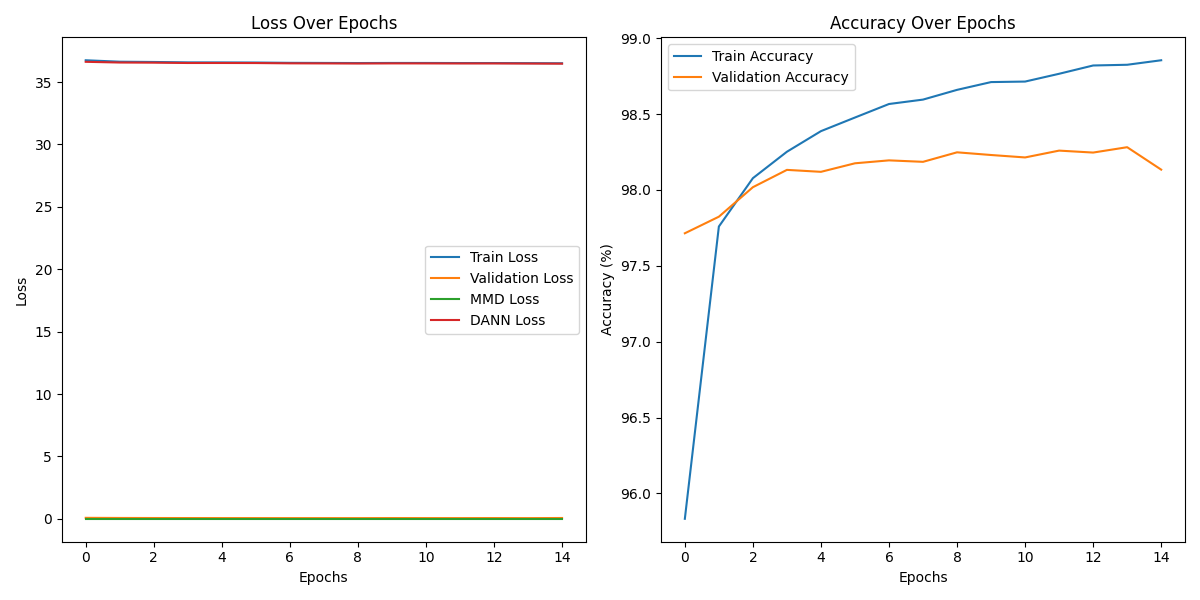 Loss Over Epochs
35
30
25
20
15
10
5
0
Loss
Train Loss
Validation Loss
MMD Loss
DANN Loss
0 2 4 6 8 10 12 14
Epochs
Accuracy Over Epochs
99.0
98.5
98.0
97.5
97.0
96.5
96.0
Accuracy (%)
Train Accuracy
Validation Accuracy
0 2 4 6 8 10 12 14
Epochs